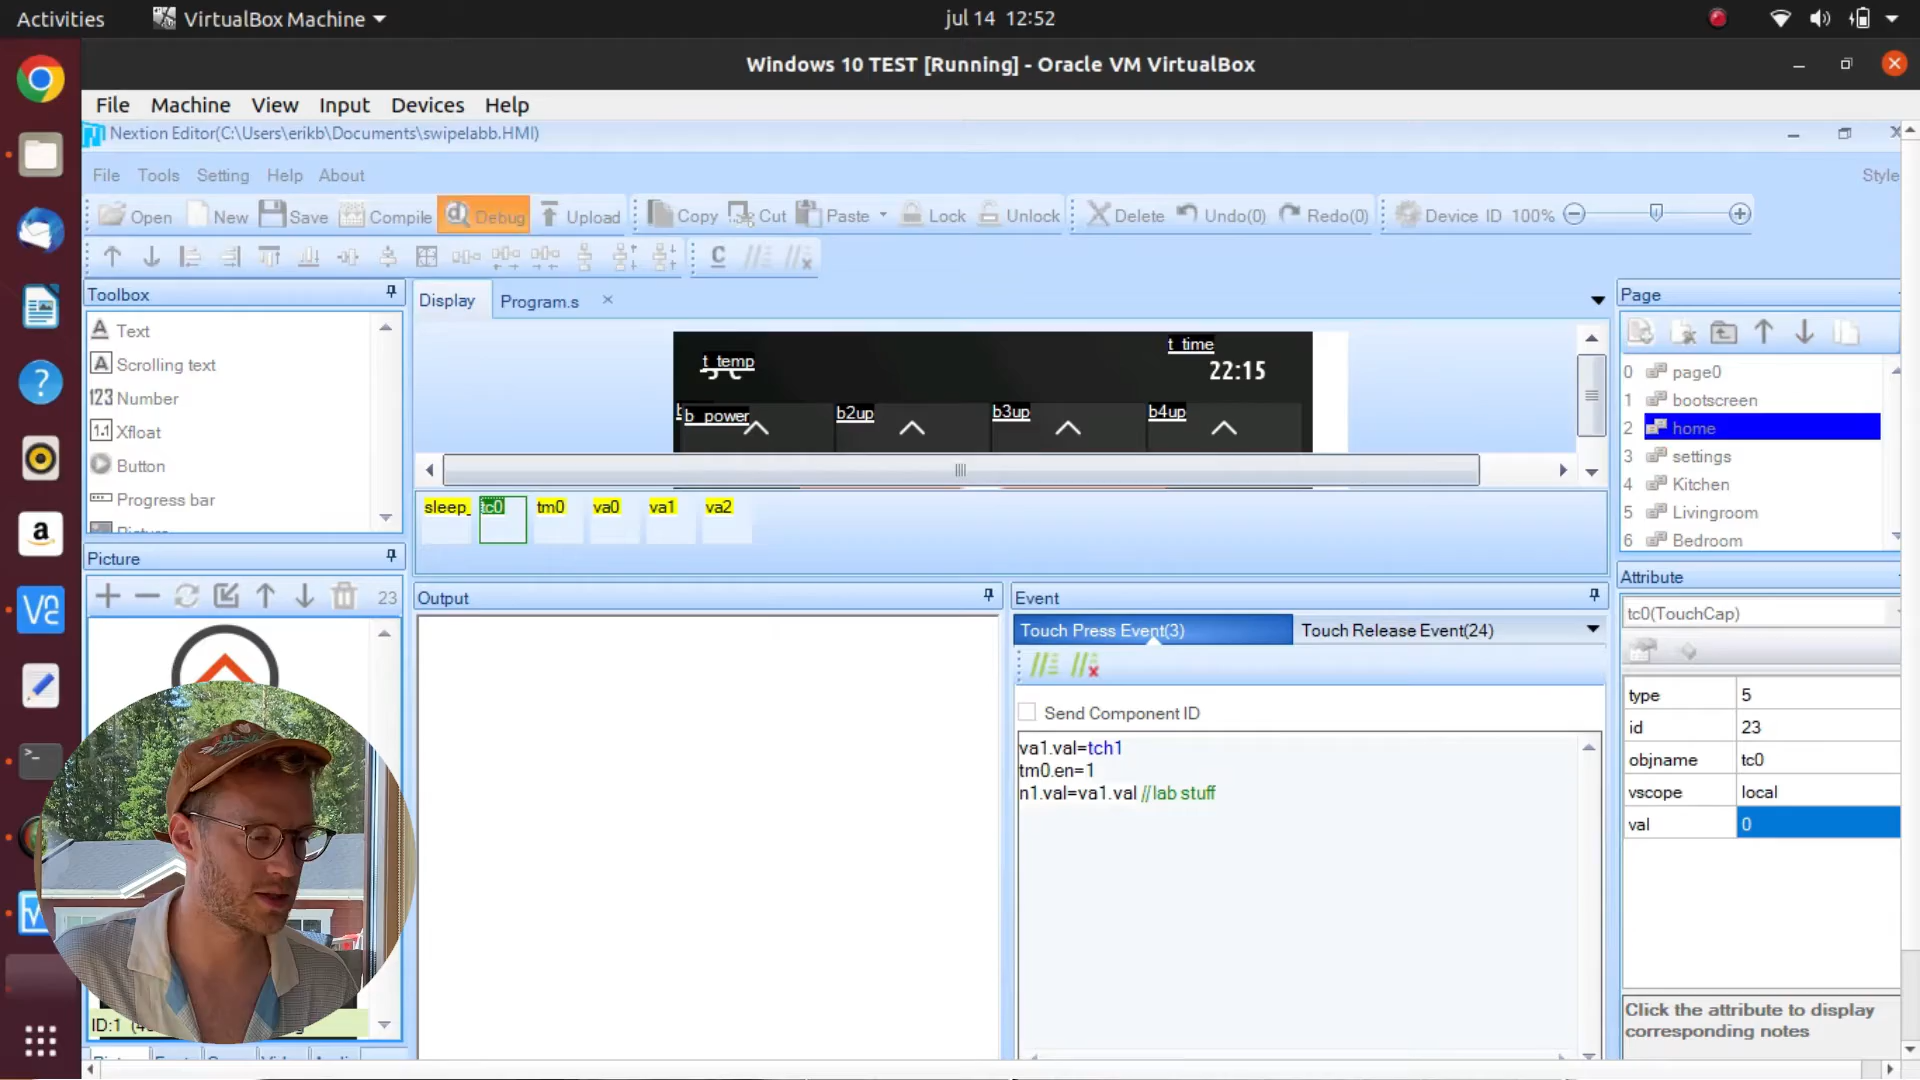 Activities VirtualBox Machine jul 14 12:52
Windows 10 TEST [Running] - Oracle VM VirtualBox
File Machine View Input Devices Help
Nextion Editor(C:\Users\erikb\Documents\swipelabb.HMI)
File Tools Setting Help About Style
Open New Save Compile Debug Upload Copy Cut Paste Lock Unlock Delete Undo(0) Redo(0) Device ID 100%
Toolbox
Text
Scrolling text
Number
Xfloat
Button
Progress bar
Picture
23
Display Program.s
t_temp
t_time
22:15
b_power
b2up
b3up
b4up
sleep_ tc0 tm0 va0 va1 va2
Output
Event
Touch Press Event(3) Touch Release Event(24)
Send Component ID
va1.val=tch1
tm0.en=1
n1.val=va1.val //lab stuff
Page
0 page0
1 bootscreen
2 home
3 settings
4 Kitchen
5 Livingroom
6 Bedroom
Attribute
tc0(TouchCap)
type 5
id 23
objname tc0
vscope local
val 0
Click the attribute to display
corresponding notes
ID:1